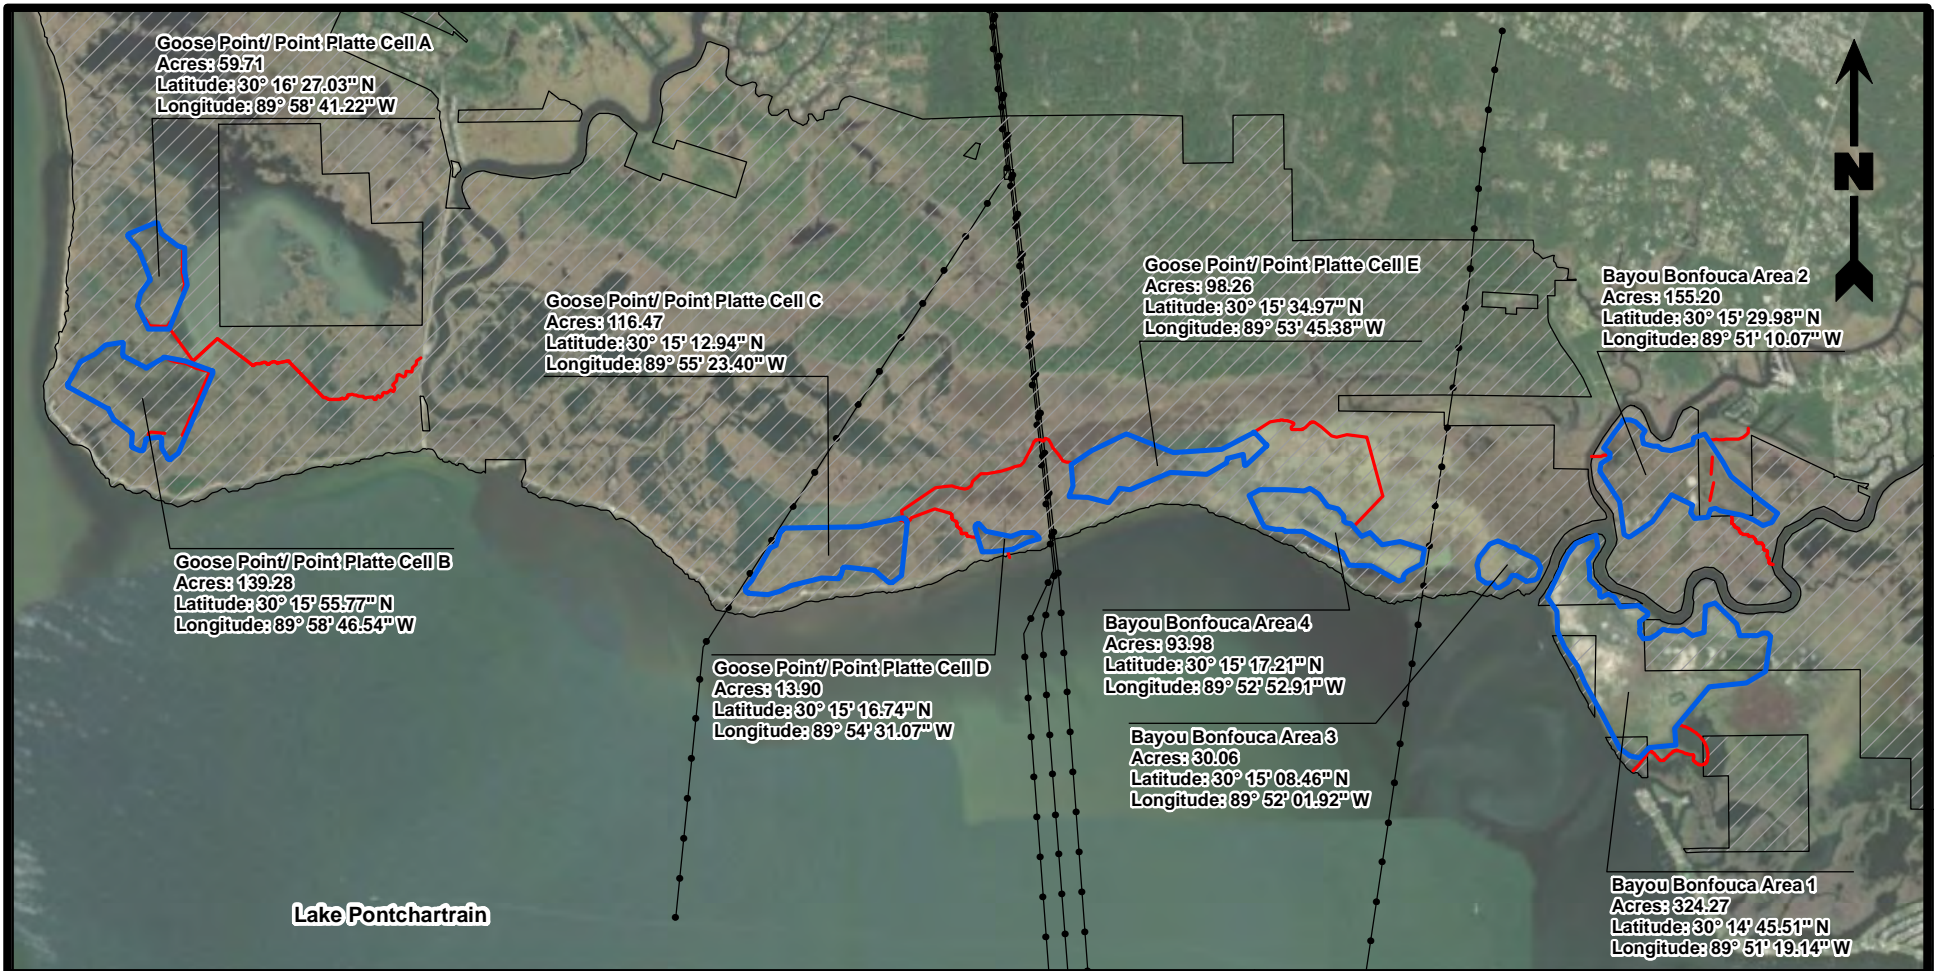 Goose Point/ Point Platte Cell A
Acres: 59.71
Latitude: 30° 16' 27.03" N
Longitude: 89° 58' 41.22" W
N
Goose Point/ Point Platte Cell E
Acres: 98.26
Latitude: 30° 15' 34.97" N
Longitude: 89° 53' 45.38" W
Bayou Bonfouca Area 2
Acres: 155.20
Latitude: 30° 15' 29.98" N
Longitude: 89° 51' 10.07" W
Goose Point/ Point Platte Cell C
Acres: 116.47
Latitude: 30° 15' 12.94" N
Longitude: 89° 55' 23.40" W
Goose Point/ Point Platte Cell B
Acres: 139.28
Latitude: 30° 15' 55.77" N
Longitude: 89° 58' 46.54" W
Bayou Bonfouca Area 4
Acres: 93.98
Latitude: 30° 15' 17.21" N
Longitude: 89° 52' 52.91" W
Goose Point/ Point Platte Cell D
Acres: 13.90
Latitude: 30° 15' 16.74" N
Longitude: 89° 54' 31.07" W
Bayou Bonfouca Area 3
Acres: 30.06
Latitude: 30° 15' 08.46" N
Longitude: 89° 52' 01.92" W
Bayou Bonfouca Area 1
Acres: 324.27
Latitude: 30° 14' 45.51" N
Longitude: 89° 51' 19.14" W
Lake Pontchartrain